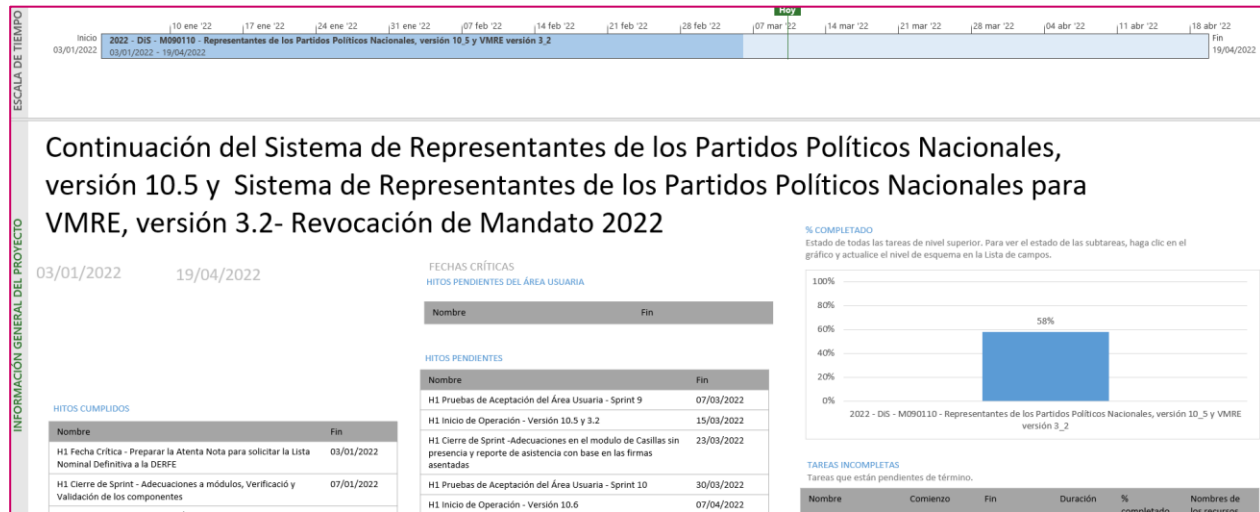 ESCALA DE TIEMPO
Hoy
10 ene '22 17 ene '22 24 ene '22 31 ene '22 07 feb '22 14 feb '22 21 feb '22 28 feb '22 07 mar '22 14 mar '22 21 mar '22 28 mar '22 04 abr '22 11 abr '22 18 abr '22
Inicio
03/01/2022
2022 - DiS - M090110 - Representantes de los Partidos Políticos Nacionales, versión 10_5 y VMRE versión 3_2
03/01/2022 - 19/04/2022
Fin
19/04/2022
INFORMACIÓN GENERAL DEL PROYECTO
Continuación del Sistema de Representantes de los Partidos Políticos Nacionales,
versión 10.5 y Sistema de Representantes de los Partidos Políticos Nacionales para
VMRE, versión 3.2- Revocación de Mandato 2022
03/01/2022 19/04/2022
HITOS CUMPLIDOS
Nombre Fin
H1 Fecha Crítica - Preparar la Atenta Nota para solicitar la Lista 03/01/2022
Nominal Definitiva a la DERFE
H1 Cierre de Sprint - Adecuaciones a módulos, Verificació y 07/01/2022
Validación de los componentes
FECHAS CRÍTICAS
HITOS PENDIENTES DEL ÁREA USUARIA
Nombre Fin
HITOS PENDIENTES
Nombre Fin
H1 Pruebas de Aceptación del Área Usuaria - Sprint 9 07/03/2022
H1 Inicio de Operación - Versión 10.5 y 3.2 15/03/2022
H1 Cierre de Sprint -Adecuaciones en el modulo de Casillas sin 23/03/2022
presencia y reporte de asistencia con base en las firmas
asentadas
H1 Pruebas de Aceptación del Área Usuaria - Sprint 10 30/03/2022
H1 Inicio de Operación - Versión 10.6 07/04/2022
% COMPLETADO
Estado de todas las tareas de nivel superior. Para ver el estado de las subtareas, haga clic en el
gráfico y actualice el nivel de esquema en la Lista de campos.
100%
80%
60%
40%
20%
0%
58%
2022 - DiS - M090110 - Representantes de los Partidos Políticos Nacionales, versión 10_5 y VMRE
versión 3_2
TAREAS INCOMPLETAS
Tareas que están pendientes de término.
Nombre Comienzo Fin Duración % Nombres de
completado los recursos